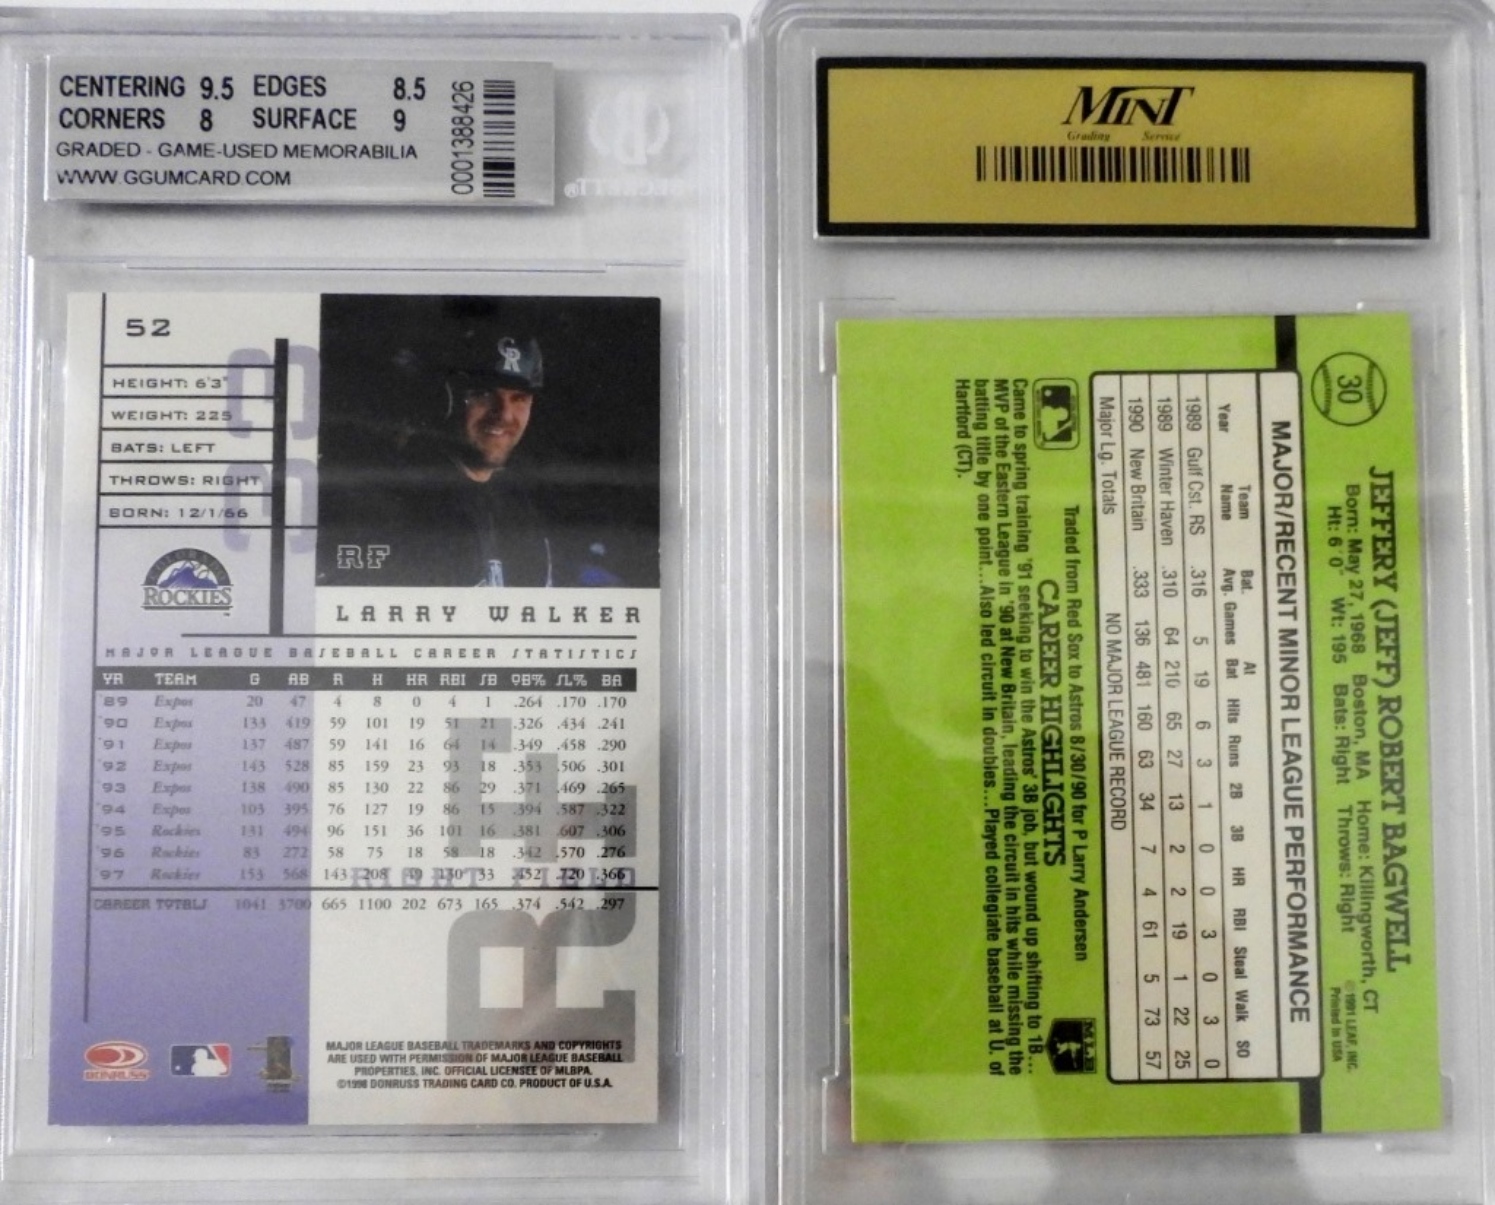 CENTERING 9.5 EDGES 8.5
CORNERS 8 SURFACE 9
GRADED - GAME-USED MEMORABILIA
WWW.GGUMCARD.COM
0001388426
BECKETT®
52
HEIGHT: 6'3"
WEIGHT: 225
BATS: LEFT
THROWS: RIGHT
BORN: 12/1/66
33
CR
COLORADO
ROCKIES
RF
LARRY WALKER
MAJOR LEAGUE BASEBALL CAREER STATISTICS
YR TEAM G AB R H HR RBI SB OB% SL% BA
'89 Expos 20 47 4 8 0 4 1 .264 .170 .170
'90 Expos 133 419 59 101 19 51 21 .326 .434 .241
'91 Expos 137 487 59 141 16 64 14 .349 .458 .290
'92 Expos 143 528 85 159 23 93 18 .353 .506 .301
'93 Expos 138 490 85 130 22 86 29 .371 .469 .265
'94 Expos 103 395 76 127 19 86 15 .394 .587 .322
'95 Rockies 131 494 96 151 36 101 16 .381 .607 .306
'96 Rockies 83 272 58 75 18 58 18 .342 .570 .276
'97 Rockies 153 568 143 208 49 130 33 .452 .720 .366
CAREER TOTALS 1041 3700 665 1100 202 673 165 .374 .542 .297
RIGHT FIELD
RF
DONRUSS
MAJOR LEAGUE BASEBALL TRADEMARKS AND COPYRIGHTS
ARE USED WITH PERMISSION OF MAJOR LEAGUE BASEBALL
PROPERTIES, INC. OFFICIAL LICENSEE OF MLBPA.
©1998 DONRUSS TRADING CARD CO. PRODUCT OF U.S.A.
MINT
Grading Service
30
JEFFERY (JEFF) ROBERT BAGWELL
Born: May 27, 1968 Boston, MA Home: Killingworth, CT
Ht: 6'0" Wt: 195 Bats: Right Throws: Right
©1991 LEAF, INC.
Printed in USA
MAJOR/RECENT MINOR LEAGUE PERFORMANCE
Year Team Name Bat. Avg. Games At Bat Hits Runs 2B 3B HR RBI Steal Walk SO
1989 Gulf Cst. RS .316 5 19 6 3 1 0 0 3 0 3 0
1989 Winter Haven .310 64 210 65 27 13 2 2 19 1 22 25
1990 New Britain .333 136 481 160 63 34 7 4 61 5 73 57
Major Lg. Totals NO MAJOR LEAGUE RECORD
Traded from Red Sox to Astros 8/30/90 for P Larry Andersen
CAREER HIGHLIGHTS
Came to spring training '91 seeking to win the Astros' 3B job, but wound up shifting to 1B...
MVP of the Eastern League in '90 at New Britain, leading the circuit in hits while missing the
batting title by one point...Also led circuit in doubles...Played collegiate baseball at U. of
Hartford (CT).